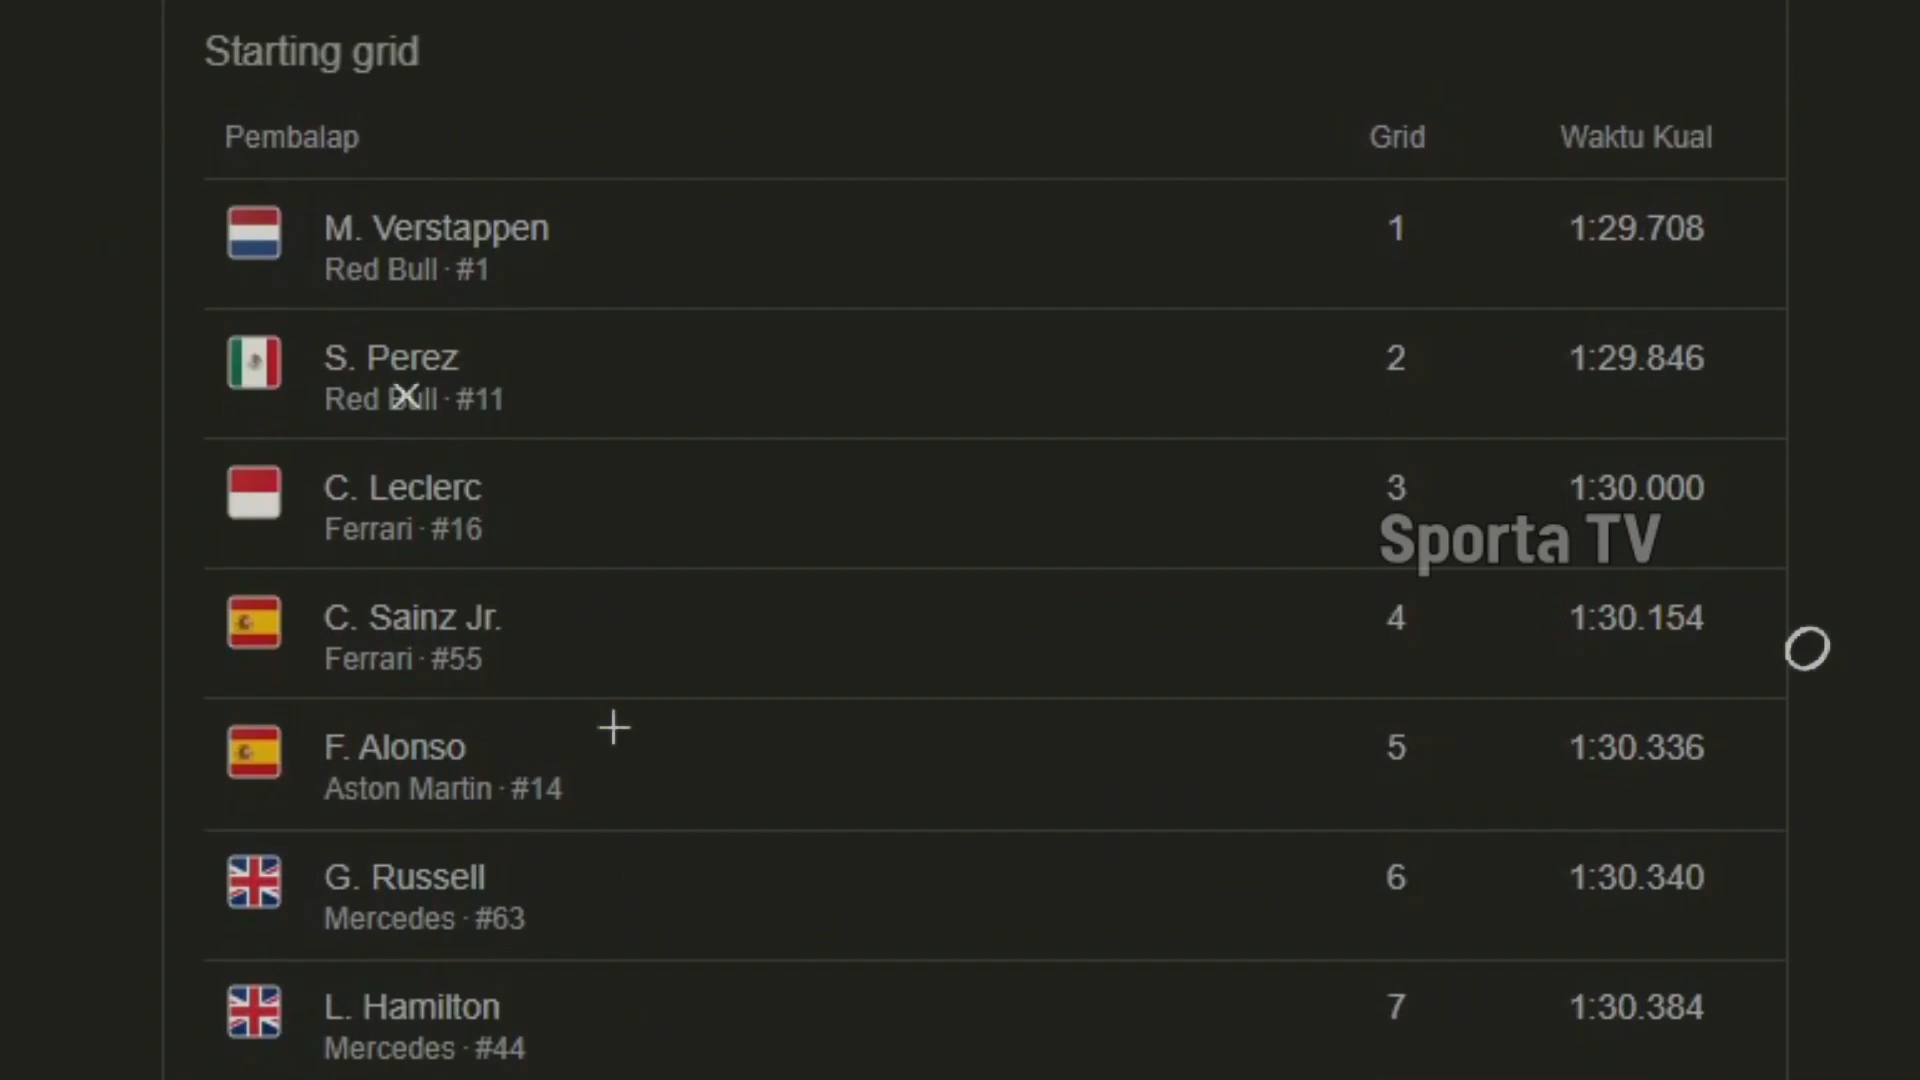 Starting grid
Pembalap Grid Waktu Kual
M. Verstappen 1 1:29.708
Red Bull · #1
S. Perez 2 1:29.846
Red Bull · #11
C. Leclerc 3 1:30.000
Ferrari · #16
Sporta TV
C. Sainz Jr. 4 1:30.154
Ferrari · #55
F. Alonso 5 1:30.336
Aston Martin · #14
G. Russell 6 1:30.340
Mercedes · #63
L. Hamilton 7 1:30.384
Mercedes · #44